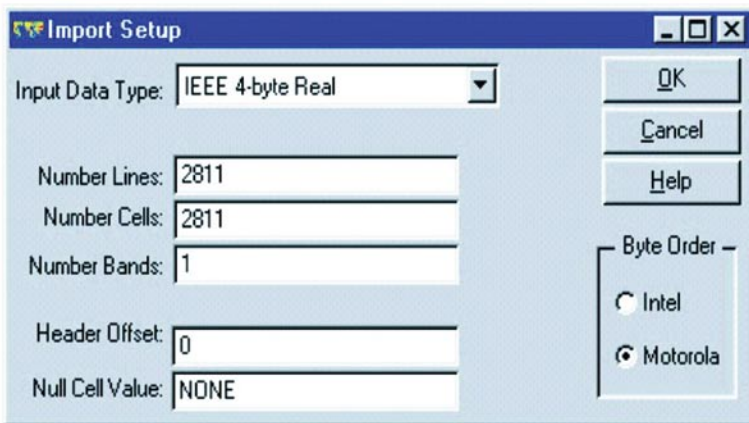 Import Setup
Input Data Type: IEEE 4-byte Real
Number Lines: 2811
Number Cells: 2811
Number Bands: 1
Header Offset: 0
Null Cell Value: NONE
OK
Cancel
Help
Byte Order
Intel
Motorola